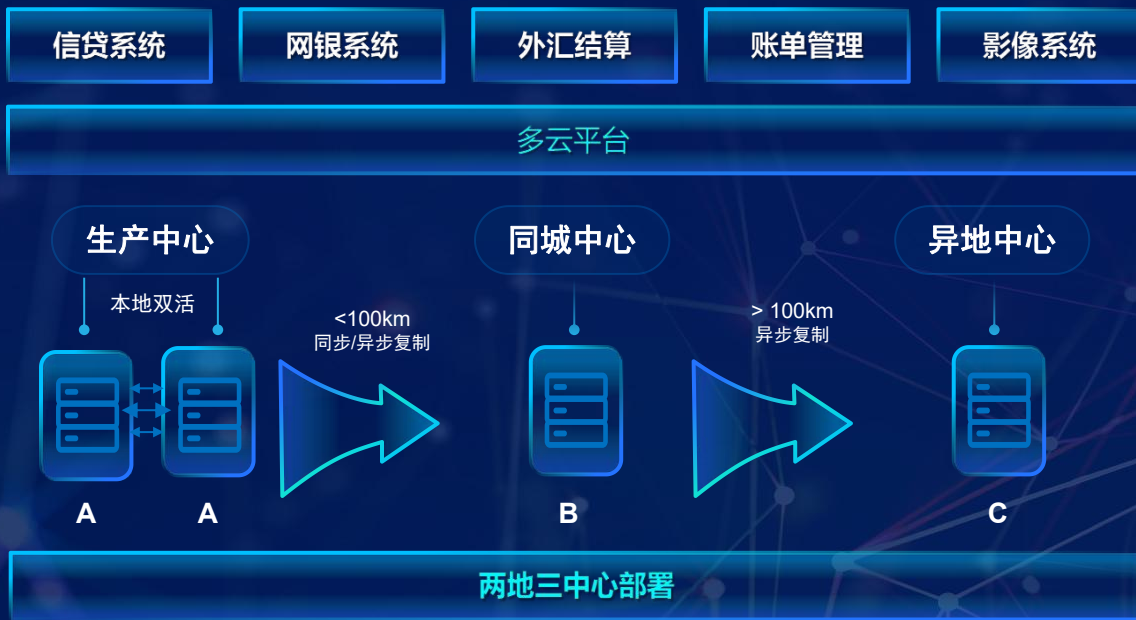 信贷系统
网银系统
外汇结算
账单管理
影像系统
多云平台
生产中心
同城中心
异地中心
本地双活
<100km
同步/异步复制
> 100km
异步复制
A
A
B
C
两地三中心部署